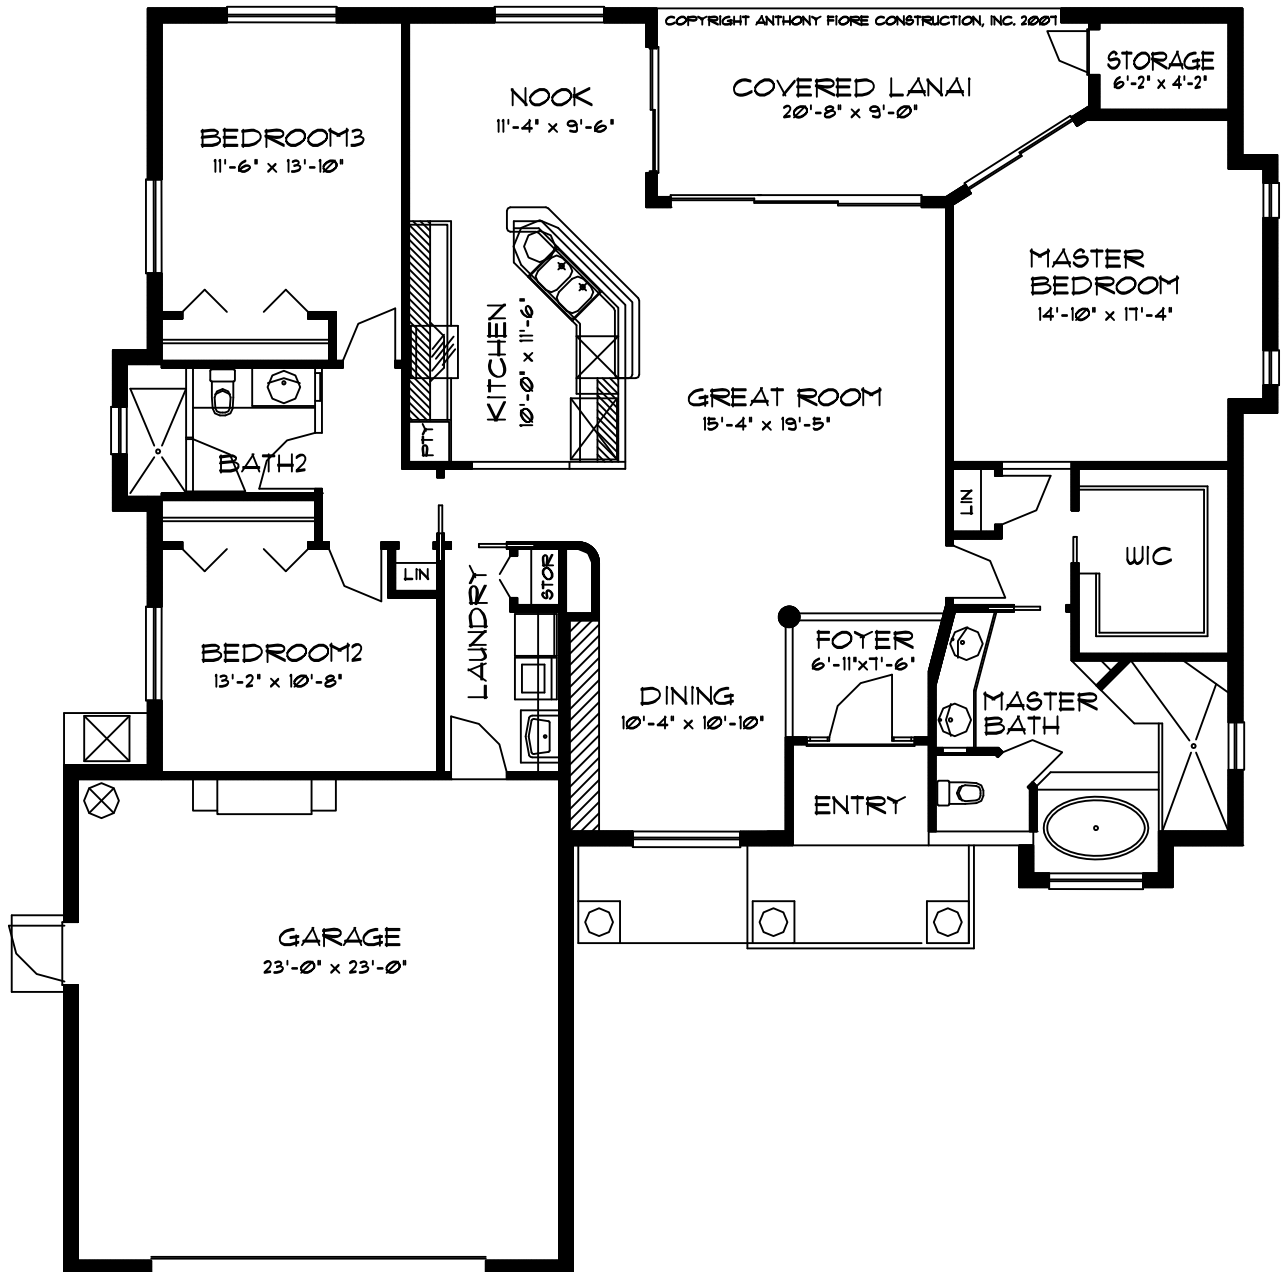 COPYRIGHT ANTHONY FIORE CONSTRUCTION, INC. 2007
STORAGE
6'-2" x 4'-2"
COVERED LANAI
20'-8" x 9'-0"
NOOK
11'-4" x 9'-6"
BEDROOM3
11'-6" x 13'-10"
MASTER
BEDROOM
14'-10" x 17'-4"
KITCHEN
10'-0" x 11'-6"
GREAT ROOM
15'-4" x 19'-5"
PTY
BATH2
LIN
WIC
LIN
STOR
LAUNDRY
BEDROOM2
13'-2" x 10'-8"
FOYER
6'-11"x7'-6"
DINING
10'-4" x 10'-10"
MASTER
BATH
ENTRY
GARAGE
23'-0" x 23'-0"